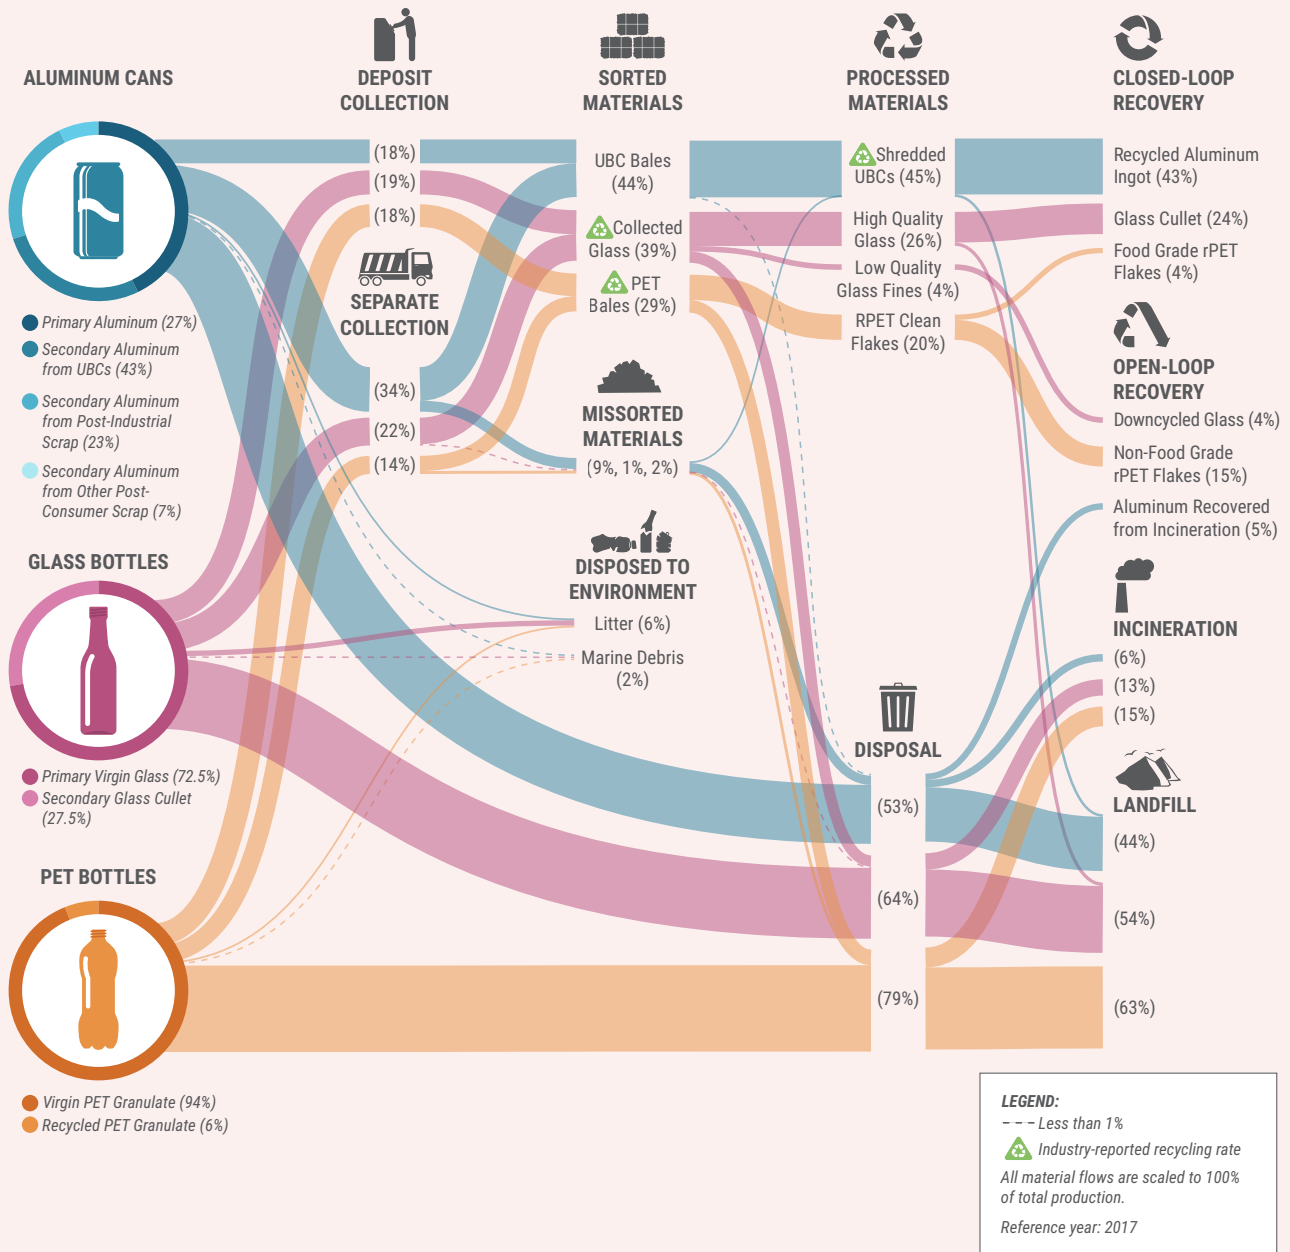 ALUMINUM CANS
Primary Aluminum (27%)
Secondary Aluminum
from UBCs (43%)
Secondary Aluminum
from Post-Industrial
Scrap (23%)
Secondary Aluminum
from Other Post-
Consumer Scrap (7%)
GLASS BOTTLES
Primary Virgin Glass (72.5%)
Secondary Glass Cullet
(27.5%)
PET BOTTLES
Virgin PET Granulate (94%)
Recycled PET Granulate (6%)
DEPOSIT
COLLECTION
(18%)
(19%)
(18%)
SEPARATE
COLLECTION
(34%)
(22%)
(14%)
SORTED
MATERIALS
UBC Bales
(44%)
Collected
Glass (39%)
PET
Bales (29%)
MISSORTED
MATERIALS
(9%, 1%, 2%)
DISPOSED TO
ENVIRONMENT
Litter (6%)
Marine Debris
(2%)
PROCESSED
MATERIALS
Shredded
UBCs (45%)
High Quality
Glass (26%)
Low Quality
Glass Fines (4%)
RPET Clean
Flakes (20%)
DISPOSAL
(53%)
(64%)
(79%)
CLOSED-LOOP
RECOVERY
Recycled Aluminum
Ingot (43%)
Glass Cullet (24%)
Food Grade rPET
Flakes (4%)
OPEN-LOOP
RECOVERY
Downcycled Glass (4%)
Non-Food Grade
rPET Flakes (15%)
Aluminum Recovered
from Incineration (5%)
INCINERATION
(6%)
(13%)
(15%)
LANDFILL
(44%)
(54%)
(63%)
LEGEND:
Less than 1%
Industry-reported recycling rate
All material flows are scaled to 100%
of total production.
Reference year: 2017